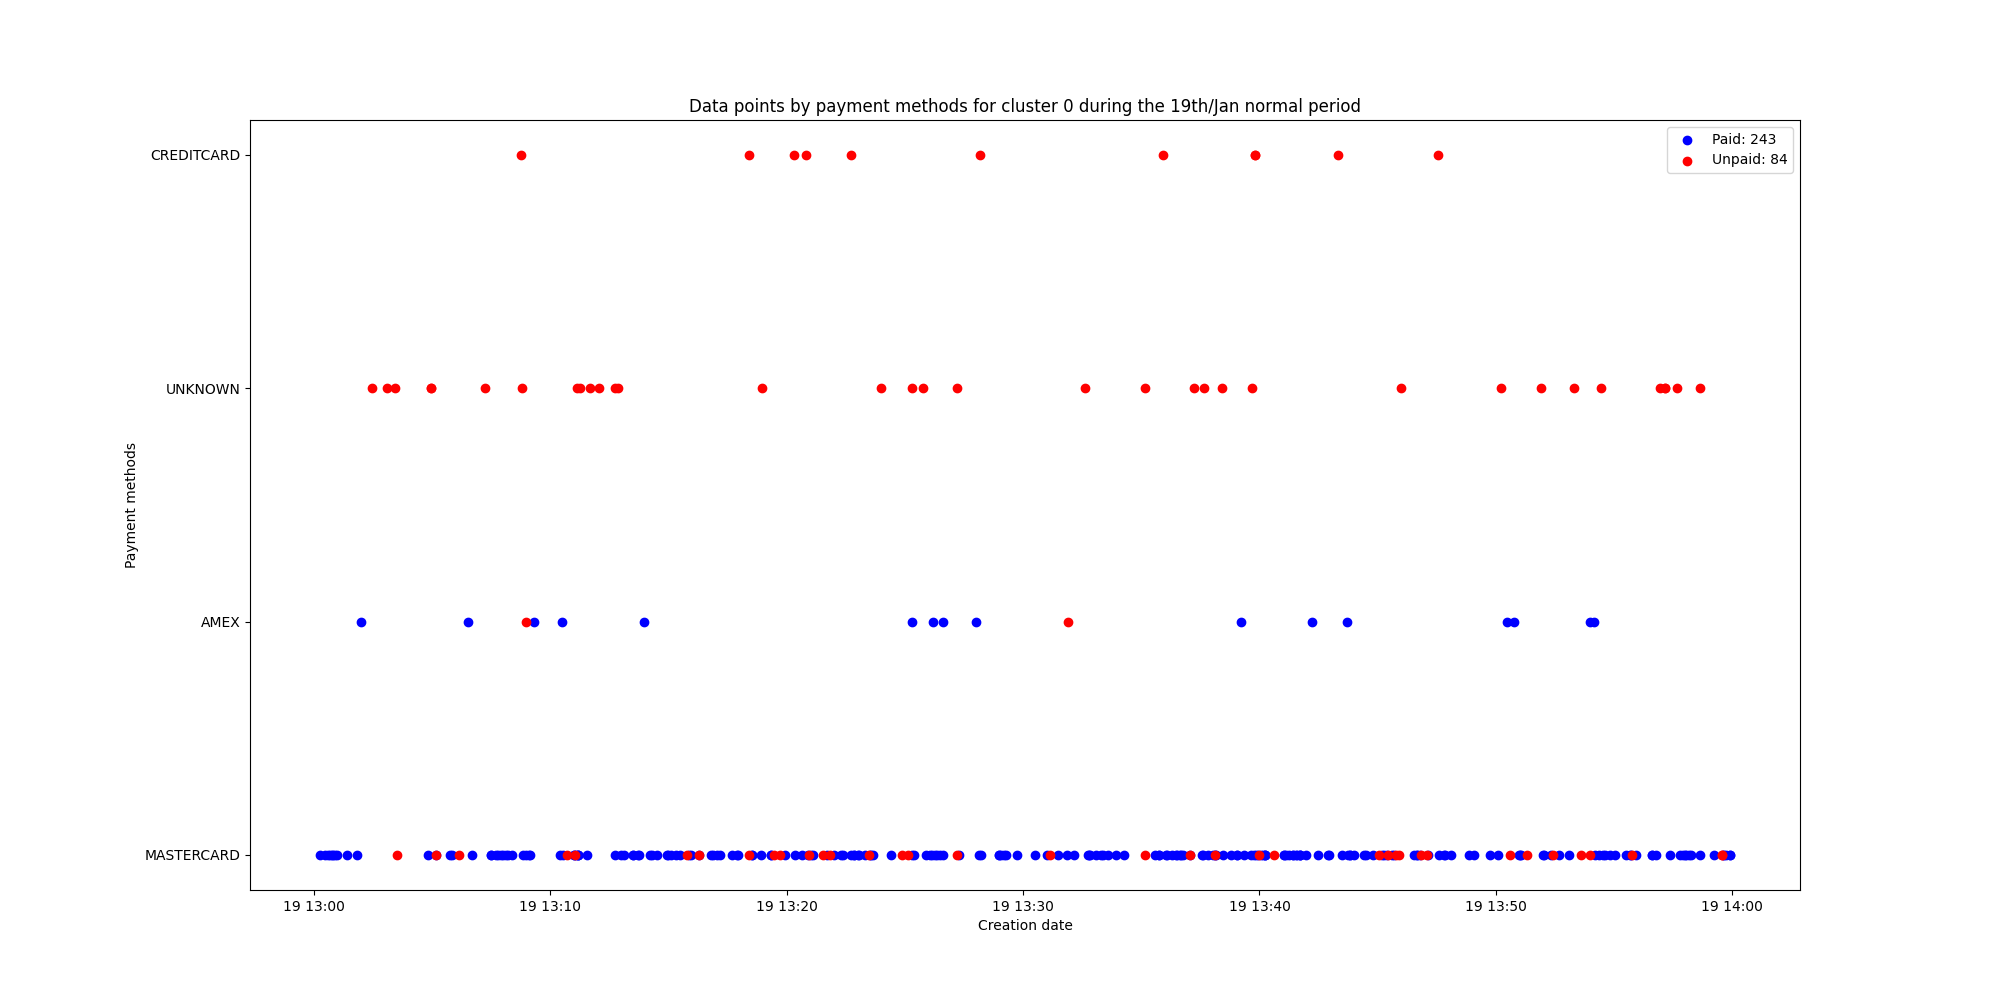 Data points by payment methods for cluster 0 during the 19th/Jan normal period
Paid: 243
Unpaid: 84
CREDITCARD
UNKNOWN
AMEX
MASTERCARD
Payment methods
19 13:00
19 13:10
19 13:20
19 13:30
19 13:40
19 13:50
19 14:00
Creation date